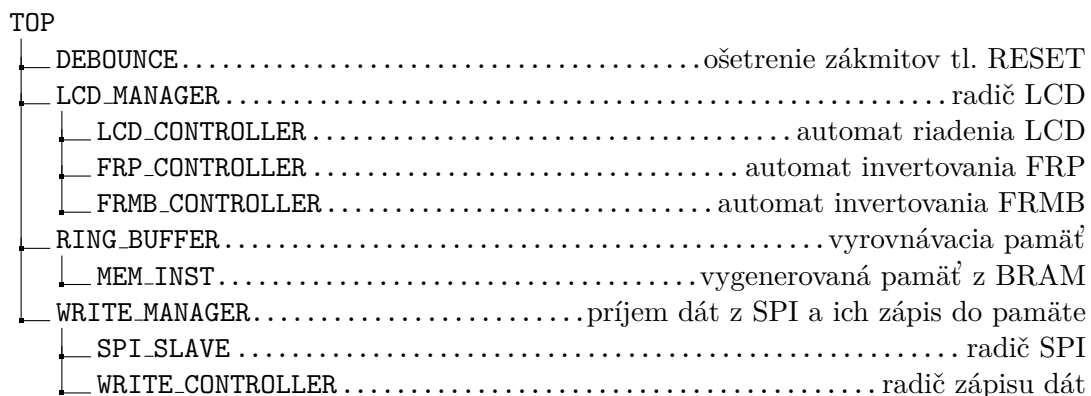 TOP
DEBOUNCE........................................ošetrenie zákmitov tl. RESET
LCD_MANAGER......................................................radič LCD
LCD_CONTROLLER....................................automat riadenia LCD
FRP_CONTROLLER................................automat invertovania FRP
FRMB_CONTROLLER.............................automat invertovania FRMB
RING_BUFFER.............................................vyrovnávacia pamäť
MEM_INST....................................vygenerovaná pamäť z BRAM
WRITE_MANAGER.........................príjem dát z SPI a ich zápis do pamäte
SPI_SLAVE......................................................radič SPI
WRITE_CONTROLLER........................................radič zápisu dát